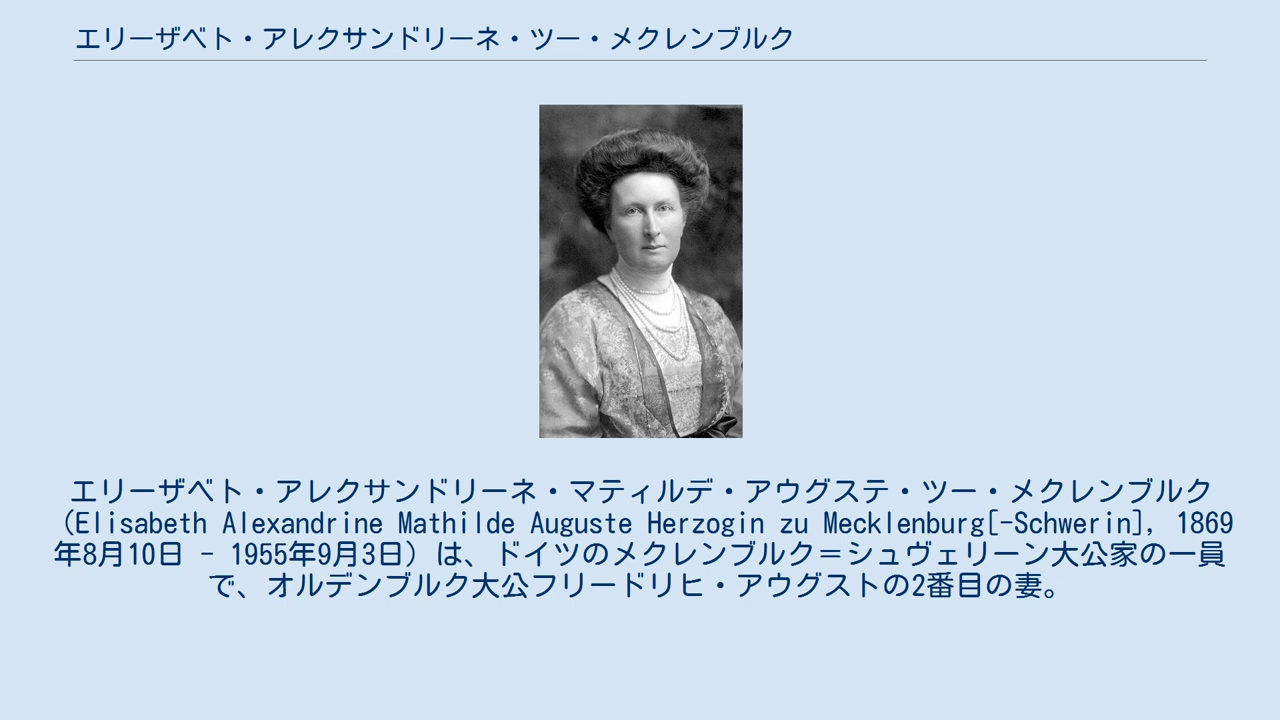 エリーザベト・アレクサンドリーネ・ツー・メクレンブルク
エリーザベト・アレクサンドリーネ・マティルデ・アウグステ・ツー・メクレンブルク
（Elisabeth Alexandrine Mathilde Auguste Herzogin zu Mecklenburg[-Schwerin], 1869
年8月10日 - 1955年9月3日）は、ドイツのメクレンブルク＝シュヴェリーン大公家の一員
で、オルデンブルク大公フリードリヒ・アウグストの2番目の妻。